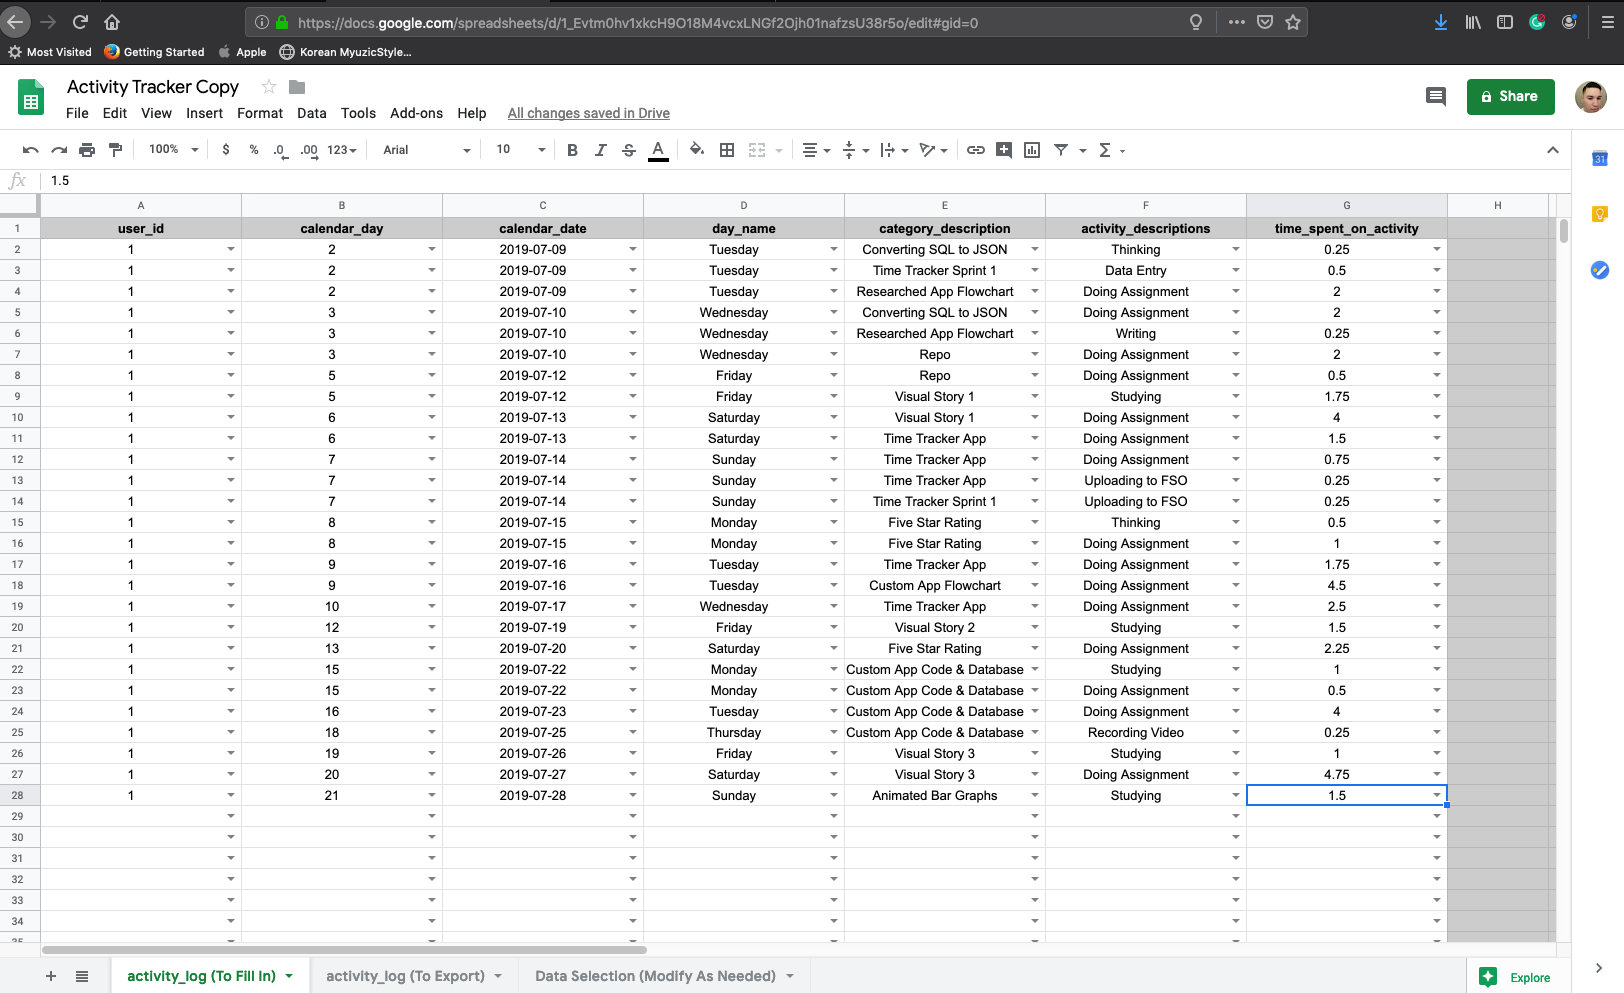 https://docs.google.com/spreadsheets/d/1_Evtm0hv1xkcH9O18M4vcxLNGf2Ojh01nafzsU38r5o/edit#gid=0
Most Visited Getting Started Apple Korean MyuzicStyle...
Activity Tracker Copy
File Edit View Insert Format Data Tools Add-ons Help All changes saved in Drive
Share
100% $ % .0 .00 123 Arial 10 B I S A Σ
31
fx 1.5
A B C D E F G H
1 user_id calendar_day calendar_date day_name category_description activity_descriptions time_spent_on_activity
2 1 2 2019-07-09 Tuesday Converting SQL to JSON Thinking 0.25
3 1 2 2019-07-09 Tuesday Time Tracker Sprint 1 Data Entry 0.5
4 1 2 2019-07-09 Tuesday Researched App Flowchart Doing Assignment 2
5 1 3 2019-07-10 Wednesday Converting SQL to JSON Doing Assignment 2
6 1 3 2019-07-10 Wednesday Researched App Flowchart Writing 0.25
7 1 3 2019-07-10 Wednesday Repo Doing Assignment 2
8 1 5 2019-07-12 Friday Repo Doing Assignment 0.5
9 1 5 2019-07-12 Friday Visual Story 1 Studying 1.75
10 1 6 2019-07-13 Saturday Visual Story 1 Doing Assignment 4
11 1 6 2019-07-13 Saturday Time Tracker App Doing Assignment 1.5
12 1 7 2019-07-14 Sunday Time Tracker App Doing Assignment 0.75
13 1 7 2019-07-14 Sunday Time Tracker App Uploading to FSO 0.25
14 1 7 2019-07-14 Sunday Time Tracker Sprint 1 Uploading to FSO 0.25
15 1 8 2019-07-15 Monday Five Star Rating Thinking 0.5
16 1 8 2019-07-15 Monday Five Star Rating Doing Assignment 1
17 1 9 2019-07-16 Tuesday Time Tracker App Doing Assignment 1.75
18 1 9 2019-07-16 Tuesday Custom App Flowchart Doing Assignment 4.5
19 1 10 2019-07-17 Wednesday Time Tracker App Doing Assignment 2.5
20 1 12 2019-07-19 Friday Visual Story 2 Studying 1.5
21 1 13 2019-07-20 Saturday Five Star Rating Doing Assignment 2.25
22 1 15 2019-07-22 Monday Custom App Code & Database Studying 1
23 1 15 2019-07-22 Monday Custom App Code & Database Doing Assignment 0.5
24 1 16 2019-07-23 Tuesday Custom App Code & Database Doing Assignment 4
25 1 18 2019-07-25 Thursday Custom App Code & Database Recording Video 0.25
26 1 19 2019-07-26 Friday Visual Story 3 Studying 1
27 1 20 2019-07-27 Saturday Visual Story 3 Doing Assignment 4.75
28 1 21 2019-07-28 Sunday Animated Bar Graphs Studying 1.5
29
30
31
32
33
34
35
activity_log (To Fill In) activity_log (To Export) Data Selection (Modify As Needed) Explore